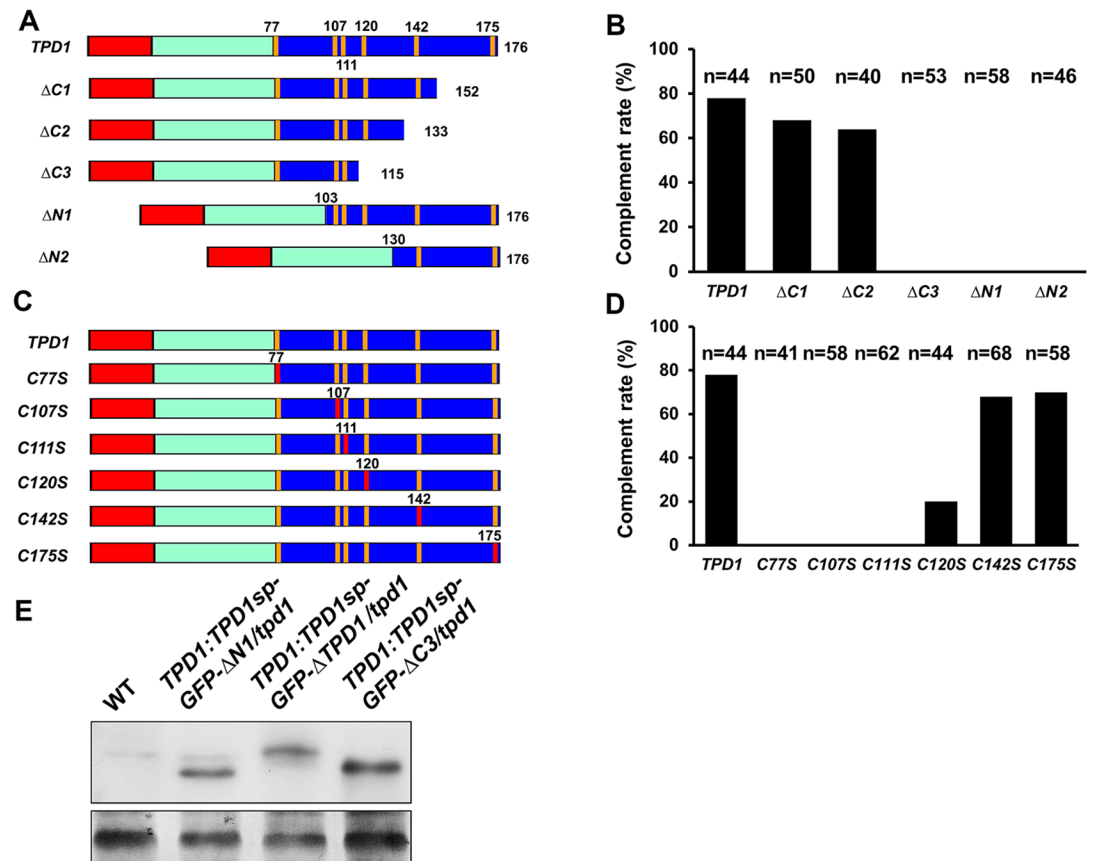 A
77 107 120 142 175
TPD1 176
111
ΔC1 152
ΔC2 133
ΔC3 115
103
ΔN1 176
130
ΔN2 176
B
Complement rate (%)
100
80
60
40
20
0
n=44 n=50 n=40 n=53 n=58 n=46
TPD1 ΔC1 ΔC2 ΔC3 ΔN1 ΔN2
C
TPD1
77
C77S
107
C107S
111
C111S
120
C120S
142
C142S
175
C175S
D
Complement rate (%)
100
80
60
40
20
0
n=44 n=41 n=58 n=62 n=44 n=68 n=58
TPD1 C77S C107S C111S C120S C142S C175S
E
WT
TPD1:TPD1sp-
GFP-ΔN1/tpd1
TPD1:TPD1sp-
GFP-ΔTPD1/tpd1
TPD1:TPD1sp-
GFP-ΔC3/tpd1